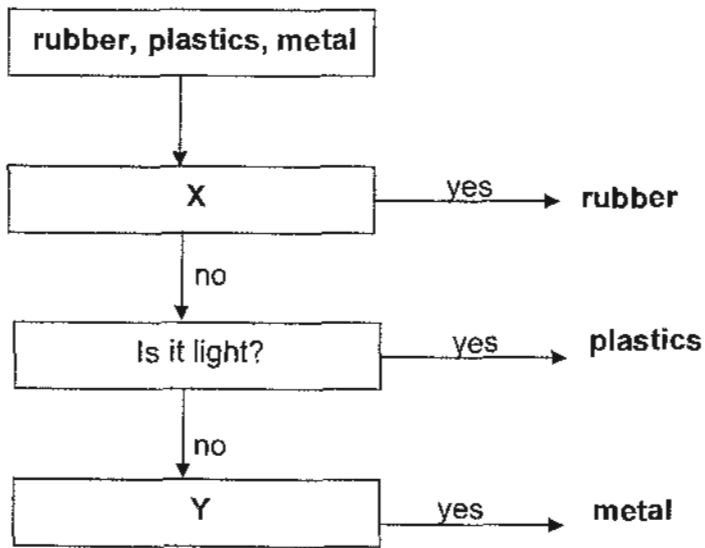 rubber, plastics, metal
X
yes
rubber
no
Is it light?
yes
plastics
no
Y
yes
metal